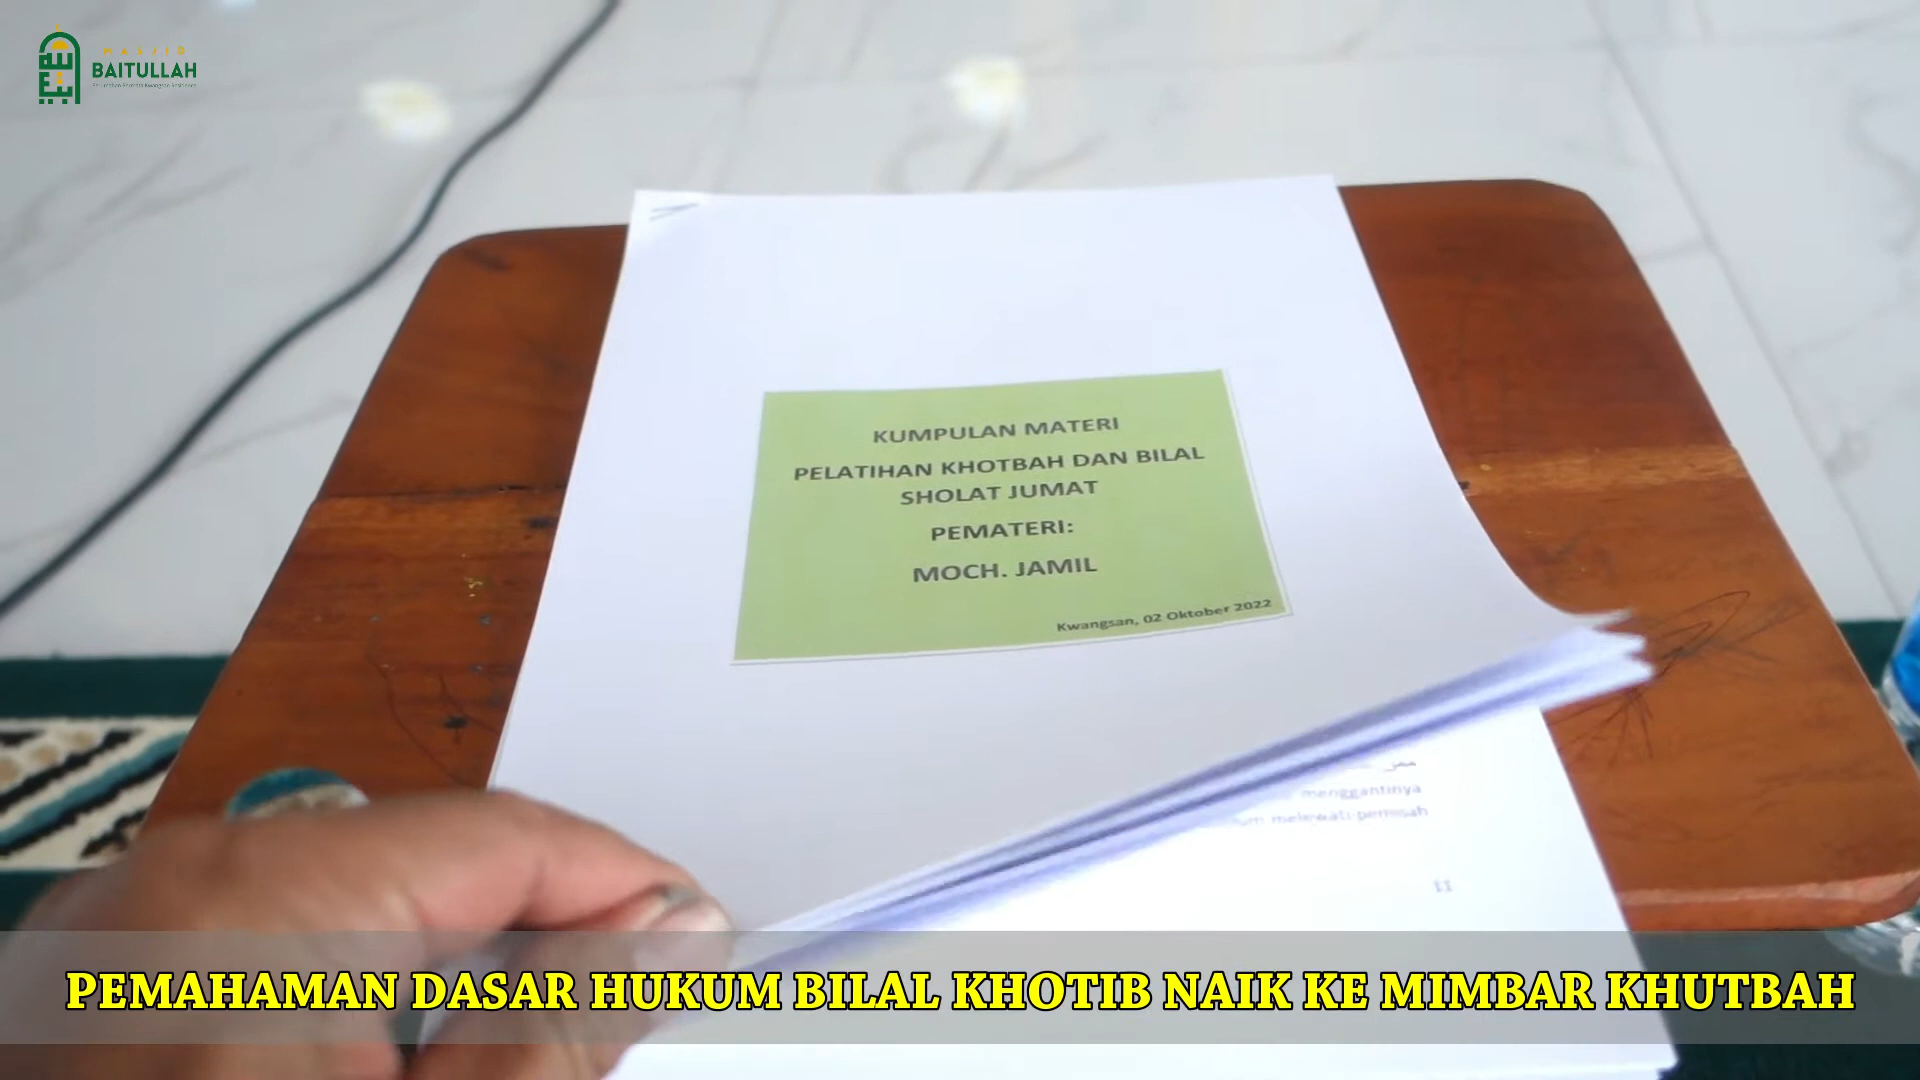 MASJID
BAITULLAH
KUMPULAN MATERI
PELATIHAN KHOTBAH DAN BILAL
SHOLAT JUMAT
PEMATERI:
MOCH. JAMIL
Kwangsan, 02 Oktober 2022
menggantinya
melewati pemisah
11
PEMAHAMAN DASAR HUKUM BILAL KHOTIB NAIK KE MIMBAR KHUTBAH